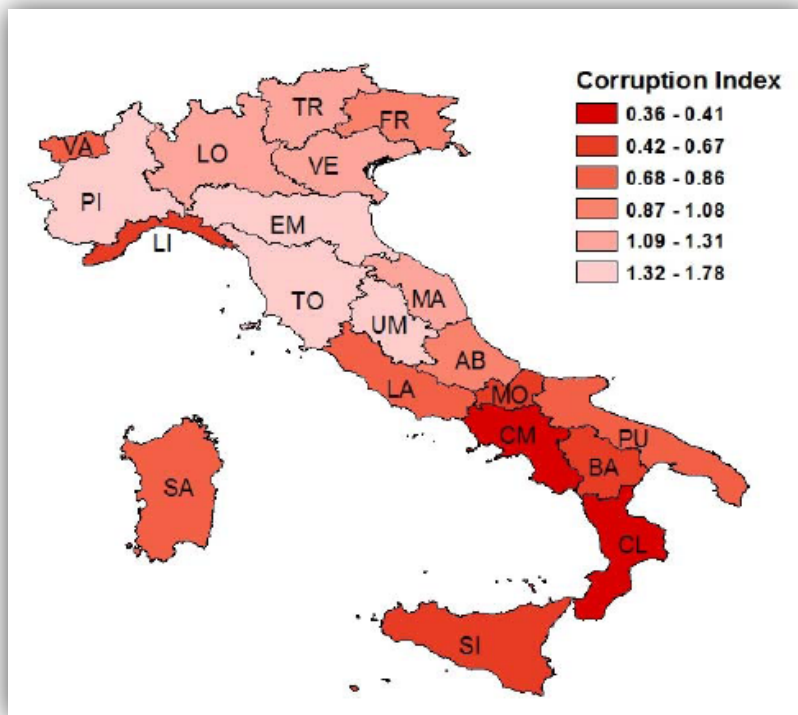 Corruption Index
0.36 - 0.41
0.42 - 0.67
0.68 - 0.86
0.87 - 1.08
1.09 - 1.31
1.32 - 1.78
TR
FR
VA
LO
VE
PI
EM
LI
TO
MA
UM
AB
LA
MO
CM
PU
BA
SA
CL
SI